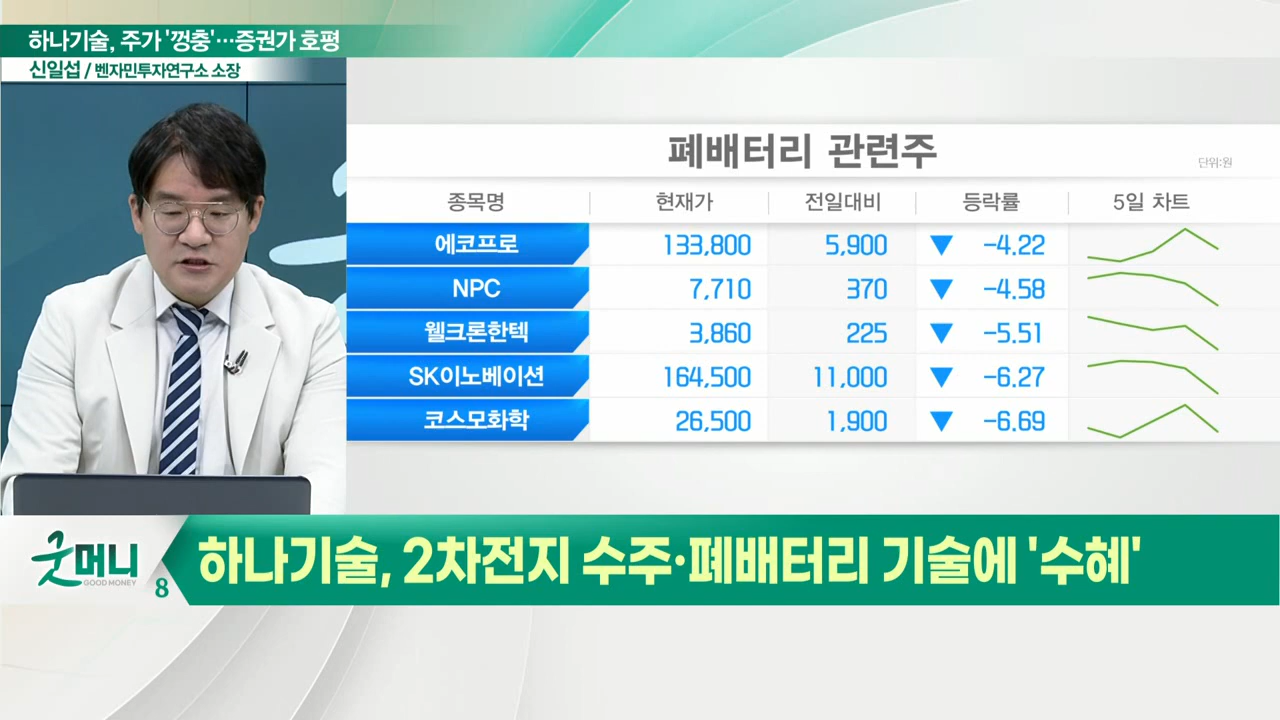 하나기술, 주가 '껑충'…증권가 호평
신일섭 / 벤자민투자연구소 소장
폐배터리 관련주
단위:원
종목명 현재가 전일대비 등락률 5일 차트
에코프로 133,800 5,900 ▼ -4.22
NPC 7,710 370 ▼ -4.58
웰크론한텍 3,860 225 ▼ -5.51
SK이노베이션 164,500 11,000 ▼ -6.27
코스모화학 26,500 1,900 ▼ -6.69
굿머니
GOOD MONEY
8
하나기술, 2차전지 수주·폐배터리 기술에 '수혜'